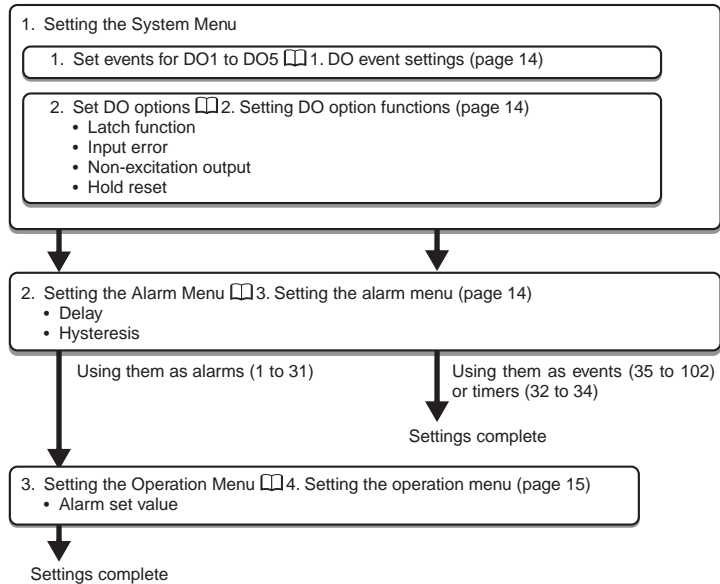 1. Setting the System Menu
1. Set events for DO1 to DO5 1. DO event settings (page 14)
2. Set DO options 2. Setting DO option functions (page 14)
• Latch function
• Input error
• Non-excitation output
• Hold reset
2. Setting the Alarm Menu 3. Setting the alarm menu (page 14)
• Delay
• Hysteresis
Using them as alarms (1 to 31)
Using them as events (35 to 102)
or timers (32 to 34)
Settings complete
3. Setting the Operation Menu 4. Setting the operation menu (page 15)
• Alarm set value
Settings complete